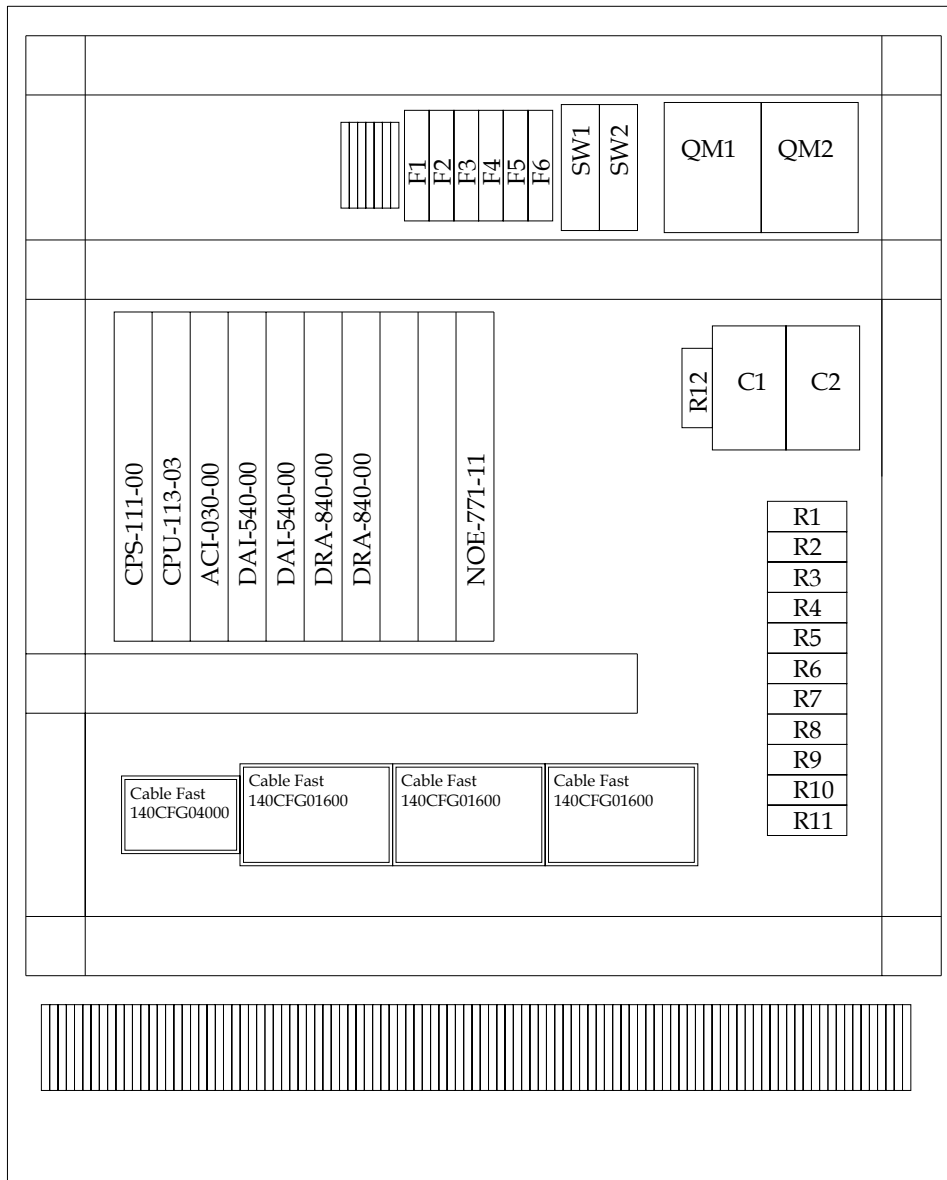 F1
F2
F3
F4
F5
F6
SW1
SW2
QM1
QM2
CPS-111-00
CPU-113-03
ACI-030-00
DAI-540-00
DAI-540-00
DRA-840-00
DRA-840-00
NOE-771-11
R12
C1
C2
R1
R2
R3
R4
R5
R6
R7
R8
R9
R10
R11
Cable Fast
140CFG04000
Cable Fast
140CFG01600
Cable Fast
140CFG01600
Cable Fast
140CFG01600